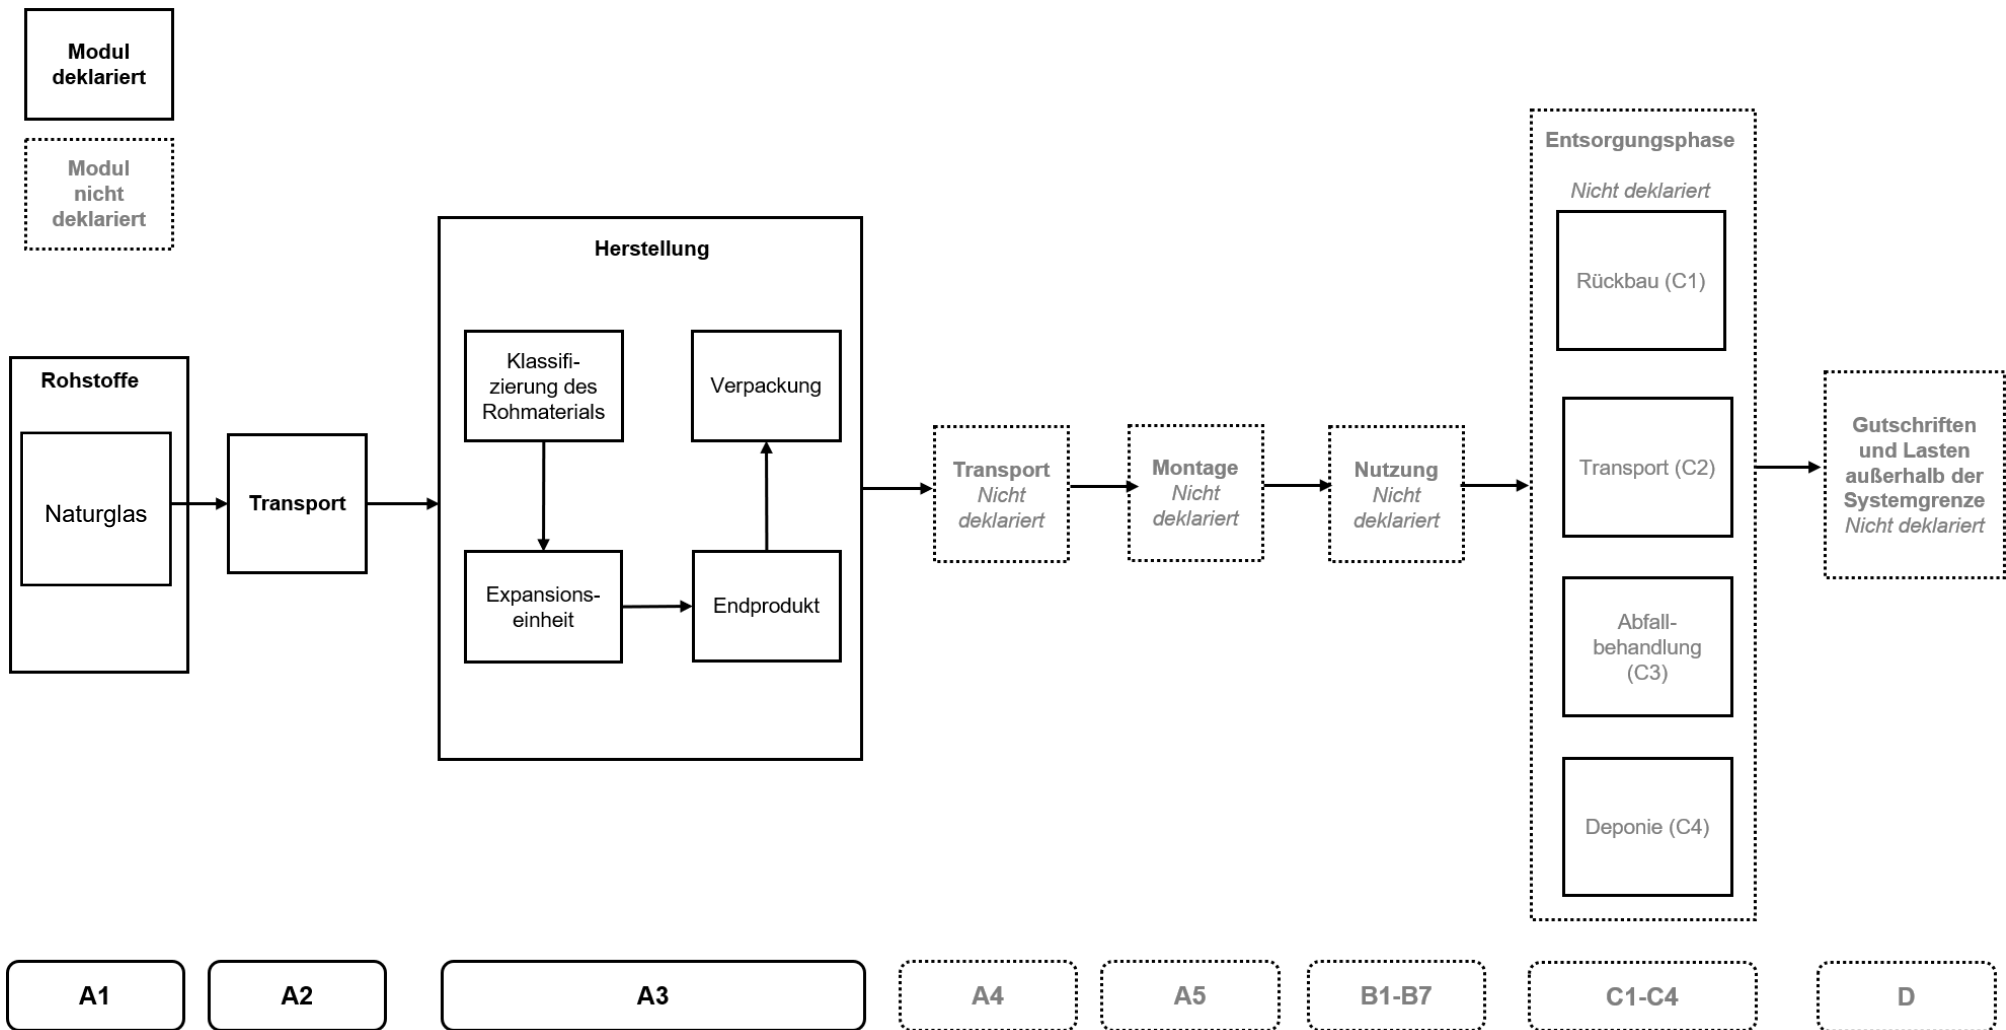 Modul
deklariert
Modul
nicht
deklariert
Rohstoffe
Naturglas
Transport
Herstellung
Klassifi-
zierung des
Rohmaterials
Expansions-
einheit
Endprodukt
Verpackung
Transport
Nicht
deklariert
Montage
Nicht
deklariert
Nutzung
Nicht
deklariert
Entsorgungsphase
Nicht deklariert
Rückbau (C1)
Transport (C2)
Abfall-
behandlung
(C3)
Deponie (C4)
Gutschriften
und Lasten
außerhalb der
Systemgrenze
Nicht deklariert
A1
A2
A3
A4
A5
B1-B7
C1-C4
D